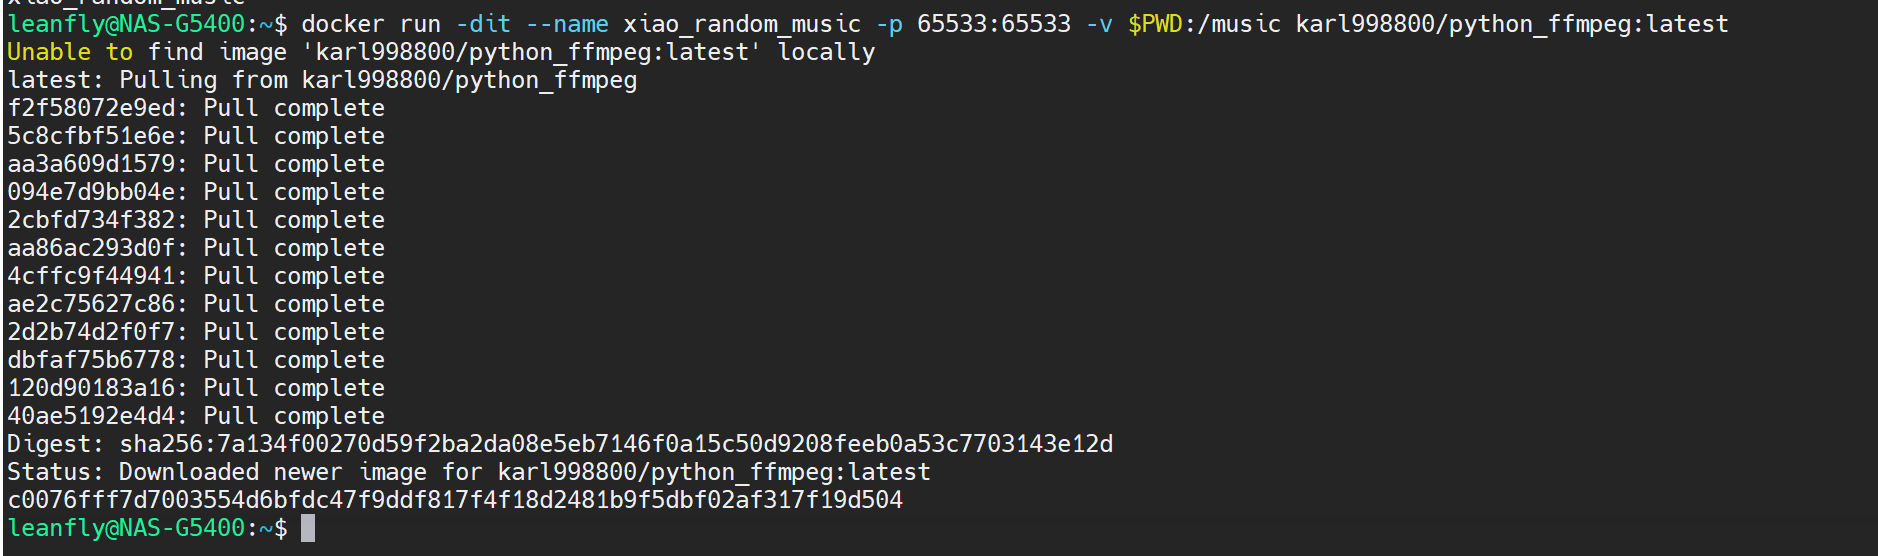 xiao_random_music
leanfly@NAS-G5400:~$ docker run -dit --name xiao_random_music -p 65533:65533 -v $PWD:/music karl998800/python_ffmpeg:latest
Unable to find image 'karl998800/python_ffmpeg:latest' locally
latest: Pulling from karl998800/python_ffmpeg
f2f58072e9ed: Pull complete
5c8cfbf51e6e: Pull complete
aa3a609d1579: Pull complete
094e7d9bb04e: Pull complete
2cbfd734f382: Pull complete
aa86ac293d0f: Pull complete
4cffc9f44941: Pull complete
ae2c75627c86: Pull complete
2d2b74d2f0f7: Pull complete
dbfaf75b6778: Pull complete
120d90183a16: Pull complete
40ae5192e4d4: Pull complete
Digest: sha256:7a134f00270d59f2ba2da08e5eb7146f0a15c50d9208feeb0a53c7703143e12d
Status: Downloaded newer image for karl998800/python_ffmpeg:latest
c0076fff7d7003554d6bfdc47f9ddf817f4f18d2481b9f5dbf02af317f19d504
leanfly@NAS-G5400:~$